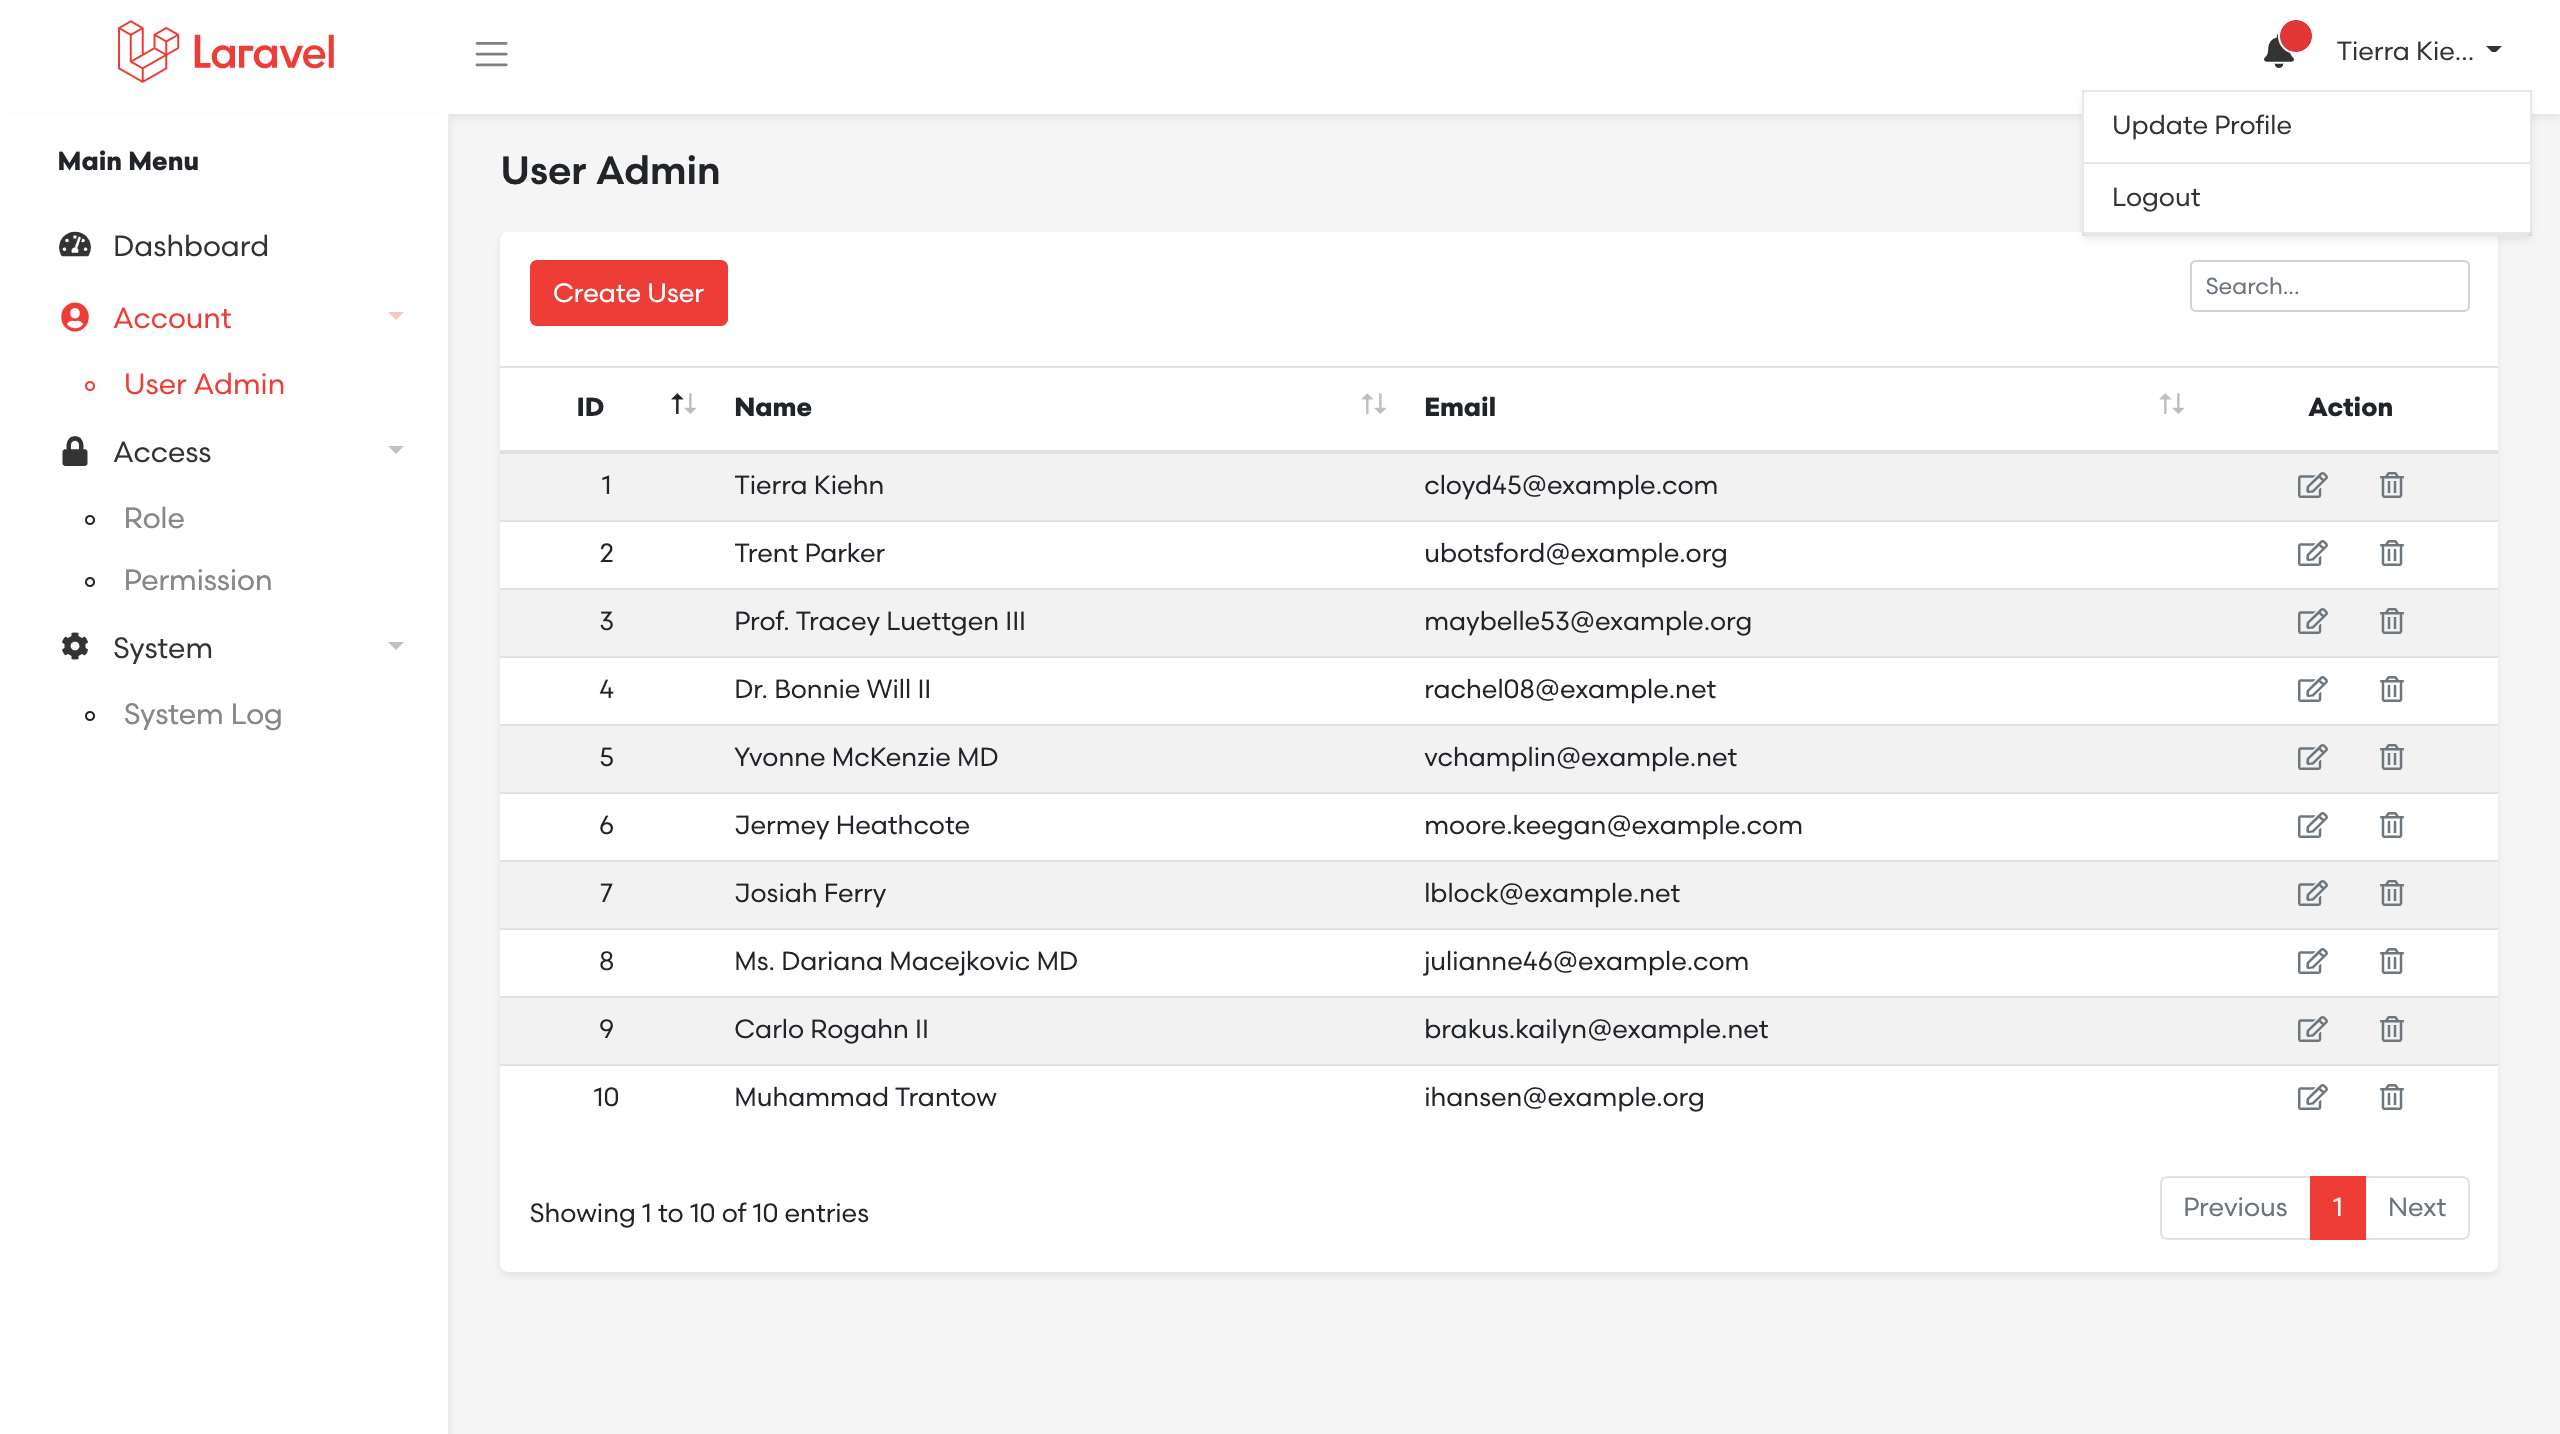 Laravel
Tierra Kie...
Update Profile
Logout
Main Menu
Dashboard
Account
User Admin
Access
Role
Permission
System
System Log
User Admin
Create User
Search...
ID Name Email Action
1 Tierra Kiehn cloyd45@example.com
2 Trent Parker ubotsford@example.org
3 Prof. Tracey Luettgen III maybelle53@example.org
4 Dr. Bonnie Will II rachel08@example.net
5 Yvonne McKenzie MD vchamplin@example.net
6 Jermey Heathcote moore.keegan@example.com
7 Josiah Ferry lblock@example.net
8 Ms. Dariana Macejkovic MD julianne46@example.com
9 Carlo Rogahn II brakus.kailyn@example.net
10 Muhammad Trantow ihansen@example.org
Showing 1 to 10 of 10 entries
Previous 1 Next